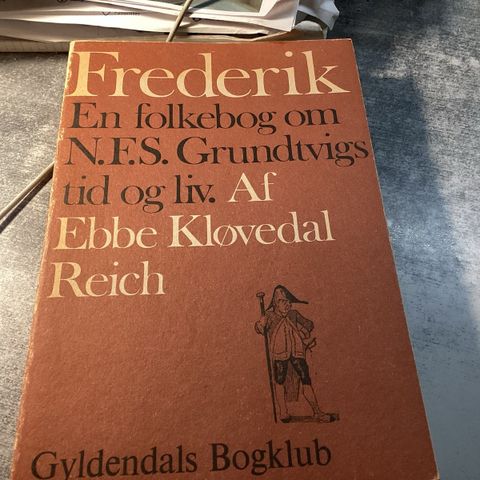 Frederik
En folkebog om
N.F.S. Grundtvigs
tid og liv. Af
Ebbe Kløvedal
Reich
Gyldendals Bogklub